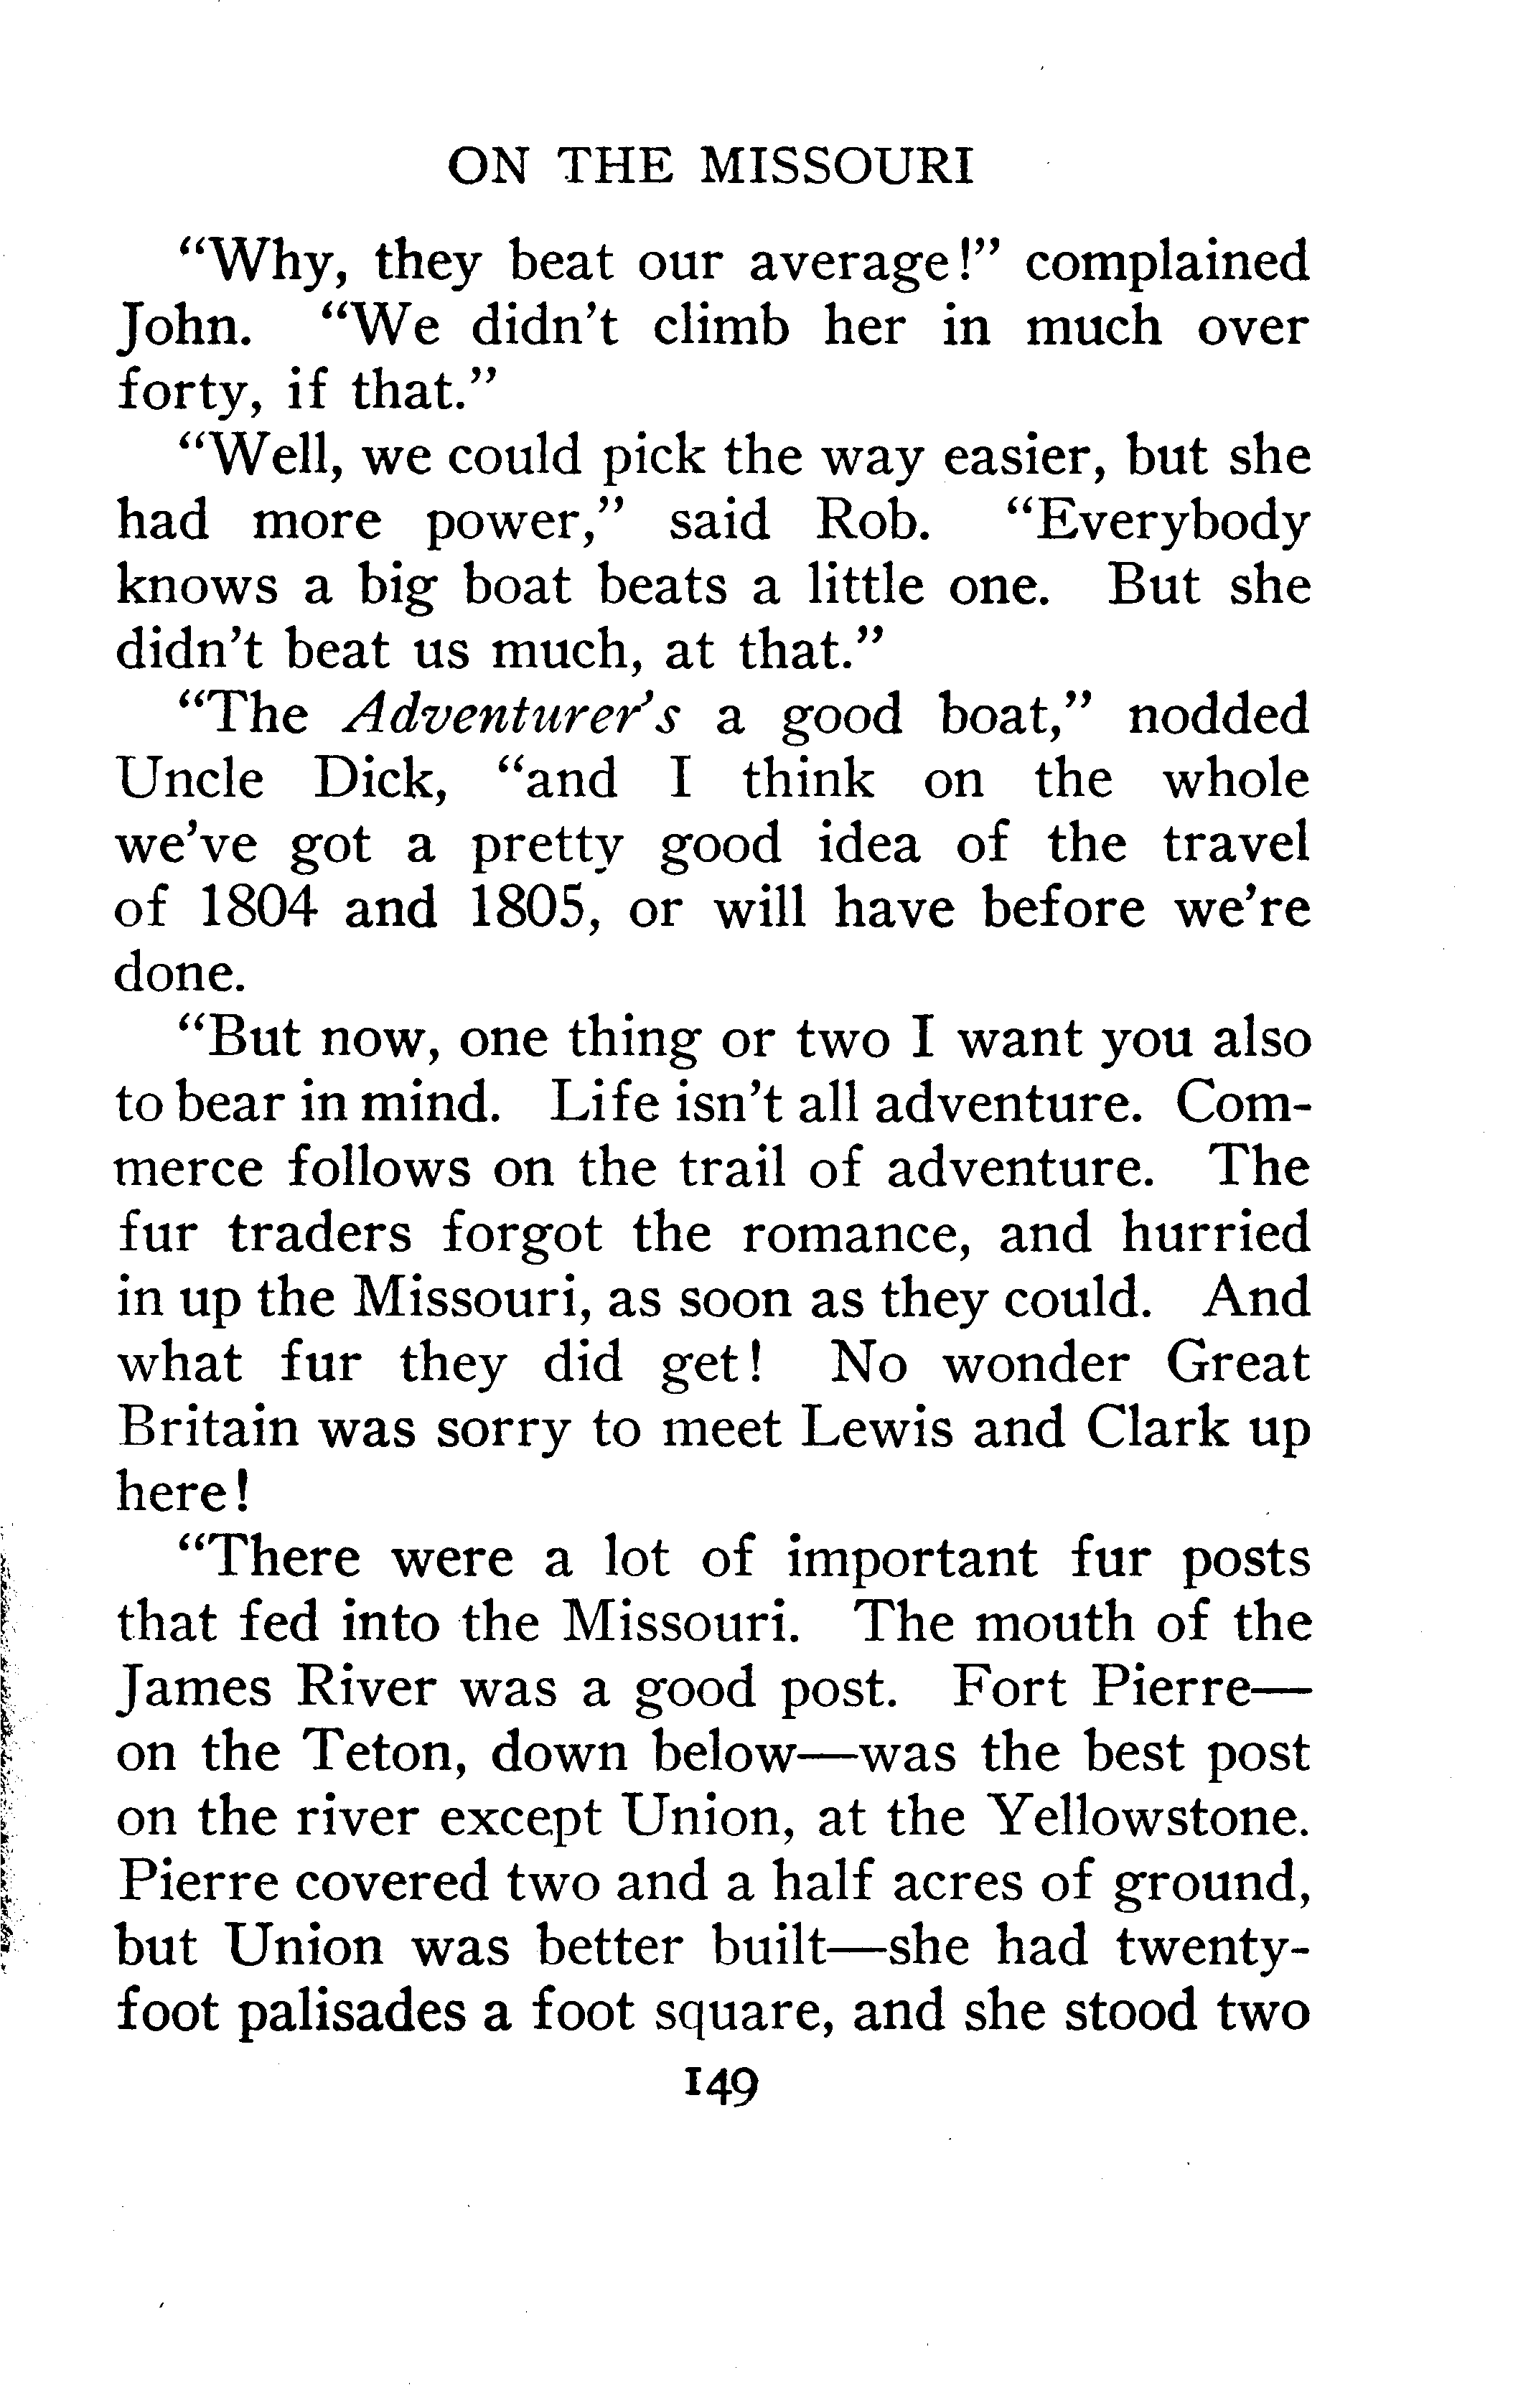 ON THE MISSOURI
“Why, they beat our average!” complained
John. “We didn't climb her in much over
forty, if that.”
“Well, we could pick the way easier, but she
had more power,” said Rob. “Everybody
knows a big boat beats a little one. But she
didn't beat us much, at that.”
“The Adventurer's a good boat,” nodded
Uncle Dick, “and I think on the whole
we've got a pretty good idea of the travel
of 1804 and 1805, or will have before we're
done.
“But now, one thing or two I want you also
to bear in mind. Life isn't all adventure. Com-
merce follows on the trail of adventure. The
fur traders forgot the romance, and hurried
in up the Missouri, as soon as they could. And
what fur they did get! No wonder Great
Britain was sorry to meet Lewis and Clark up
here!
“There were a lot of important fur posts
that fed into the Missouri. The mouth of the
James River was a good post. Fort Pierre—
on the Teton, down below—was the best post
on the river except Union, at the Yellowstone.
Pierre covered two and a half acres of ground,
but Union was better built—she had twenty-
foot palisades a foot square, and she stood two
149